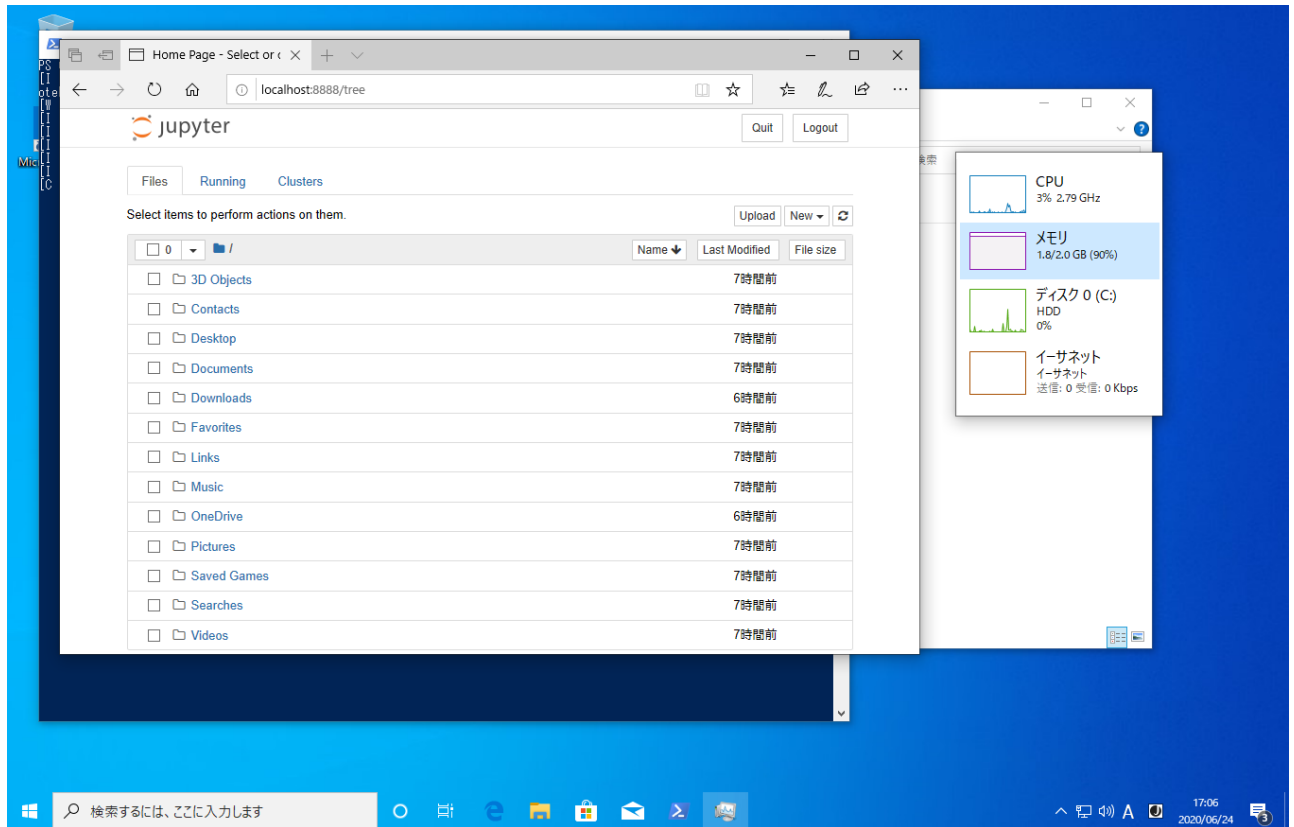 PS
[I
otel
[W
[I
[I
[I
[I
[I
[C
Micr
Home Page - Select or c
localhost:8888/tree
jupyter
Quit
Logout
Files
Running
Clusters
Select items to perform actions on them.
Upload
New
0
/
Name
Last Modified
File size
3D Objects 7時間前
Contacts 7時間前
Desktop 7時間前
Documents 7時間前
Downloads 6時間前
Favorites 7時間前
Links 7時間前
Music 7時間前
OneDrive 6時間前
Pictures 7時間前
Saved Games 7時間前
Searches 7時間前
Videos 7時間前
検索
CPU
3% 2.79 GHz
メモリ
1.8/2.0 GB (90%)
ディスク 0 (C:)
HDD
0%
イーサネット
イーサネット
送信: 0 受信: 0 Kbps
検索するには、ここに入力します
A
J
17:06
2020/06/24
3